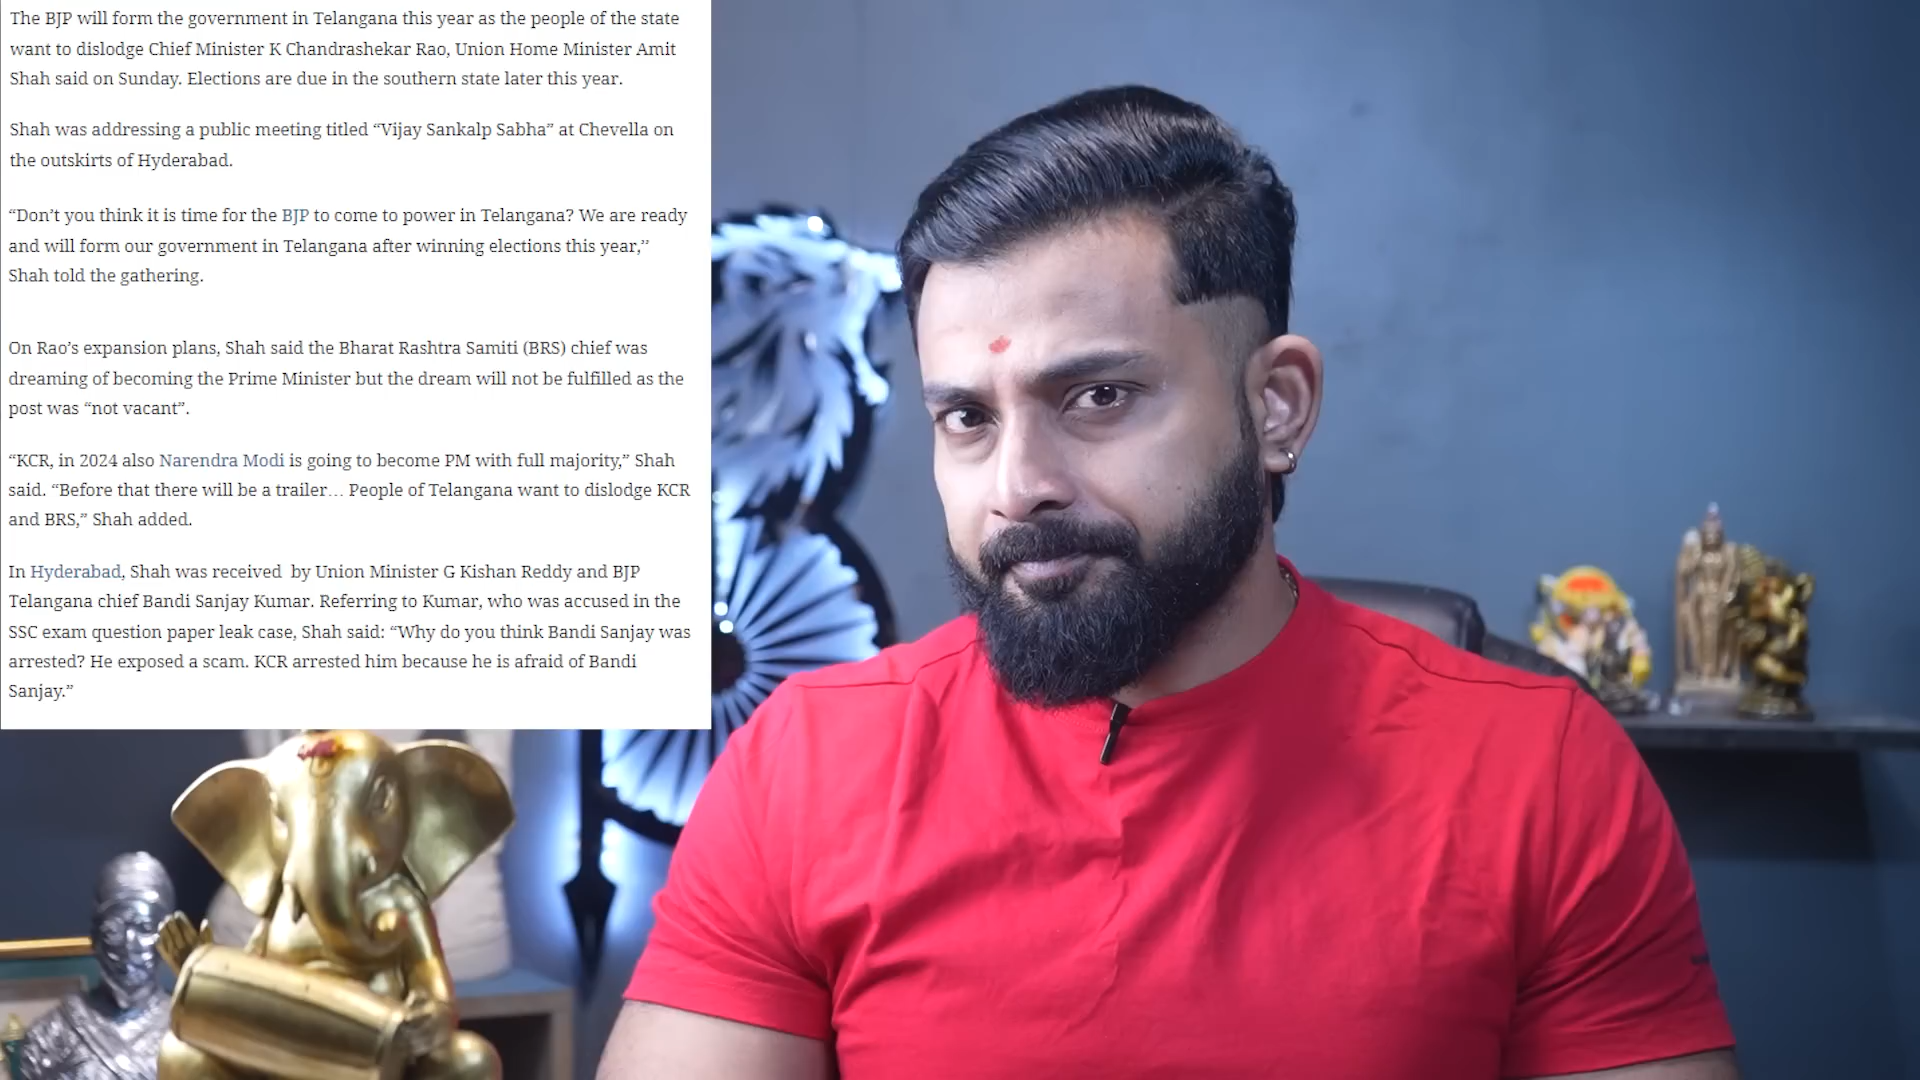 The BJP will form the government in Telangana this year as the people of the state
want to dislodge Chief Minister K Chandrashekar Rao, Union Home Minister Amit
Shah said on Sunday. Elections are due in the southern state later this year.
Shah was addressing a public meeting titled “Vijay Sankalp Sabha” at Chevella on
the outskirts of Hyderabad.
“Don’t you think it is time for the BJP to come to power in Telangana? We are ready
and will form our government in Telangana after winning elections this year,’’
Shah told the gathering.
On Rao’s expansion plans, Shah said the Bharat Rashtra Samiti (BRS) chief was
dreaming of becoming the Prime Minister but the dream will not be fulfilled as the
post was “not vacant”.
“KCR, in 2024 also Narendra Modi is going to become PM with full majority,” Shah
said. “Before that there will be a trailer… People of Telangana want to dislodge KCR
and BRS,” Shah added.
In Hyderabad, Shah was received by Union Minister G Kishan Reddy and BJP
Telangana chief Bandi Sanjay Kumar. Referring to Kumar, who was accused in the
SSC exam question paper leak case, Shah said: “Why do you think Bandi Sanjay was
arrested? He exposed a scam. KCR arrested him because he is afraid of Bandi
Sanjay.”